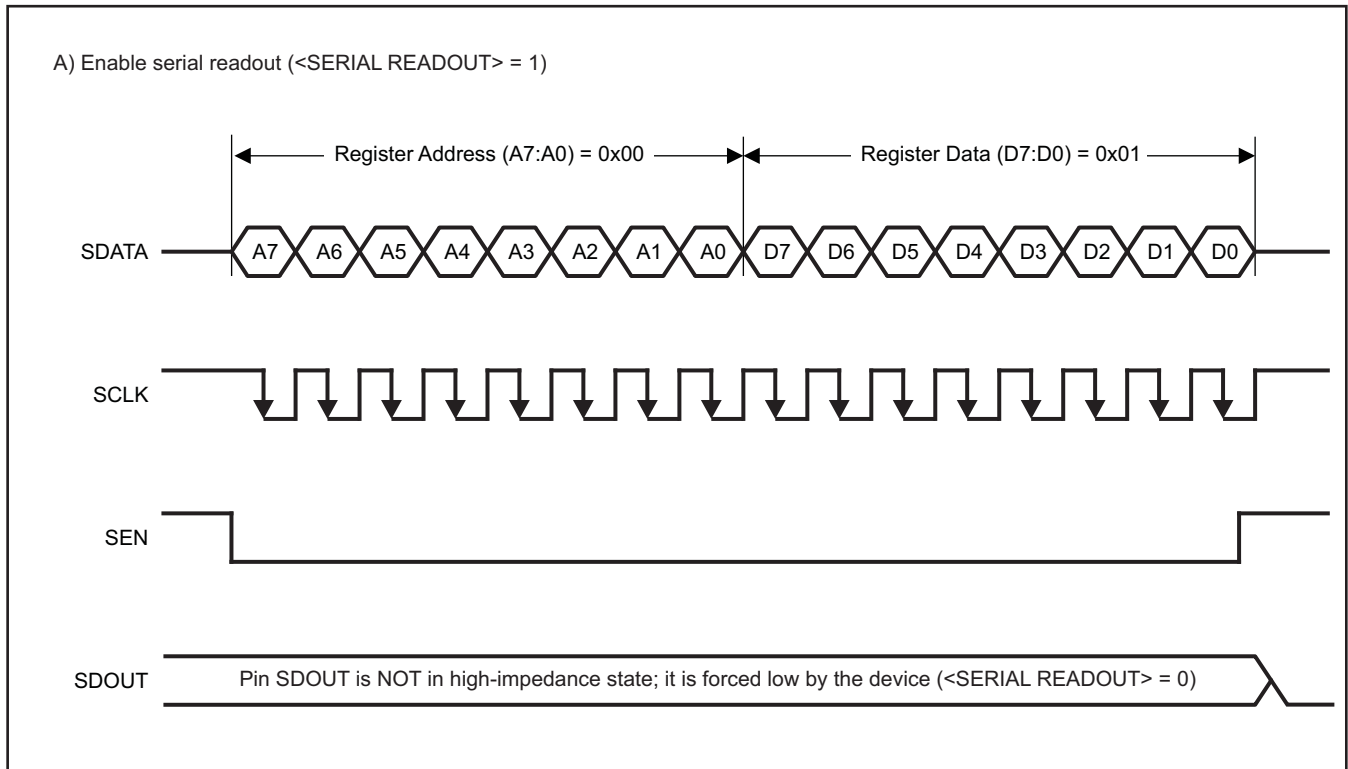 A) Enable serial readout (<SERIAL READOUT> = 1)
Register Address (A7:A0) = 0x00 Register Data (D7:D0) = 0x01
SDATA A7 A6 A5 A4 A3 A2 A1 A0 D7 D6 D5 D4 D3 D2 D1 D0
SCLK
SEN
SDOUT Pin SDOUT is NOT in high-impedance state; it is forced low by the device (<SERIAL READOUT> = 0)